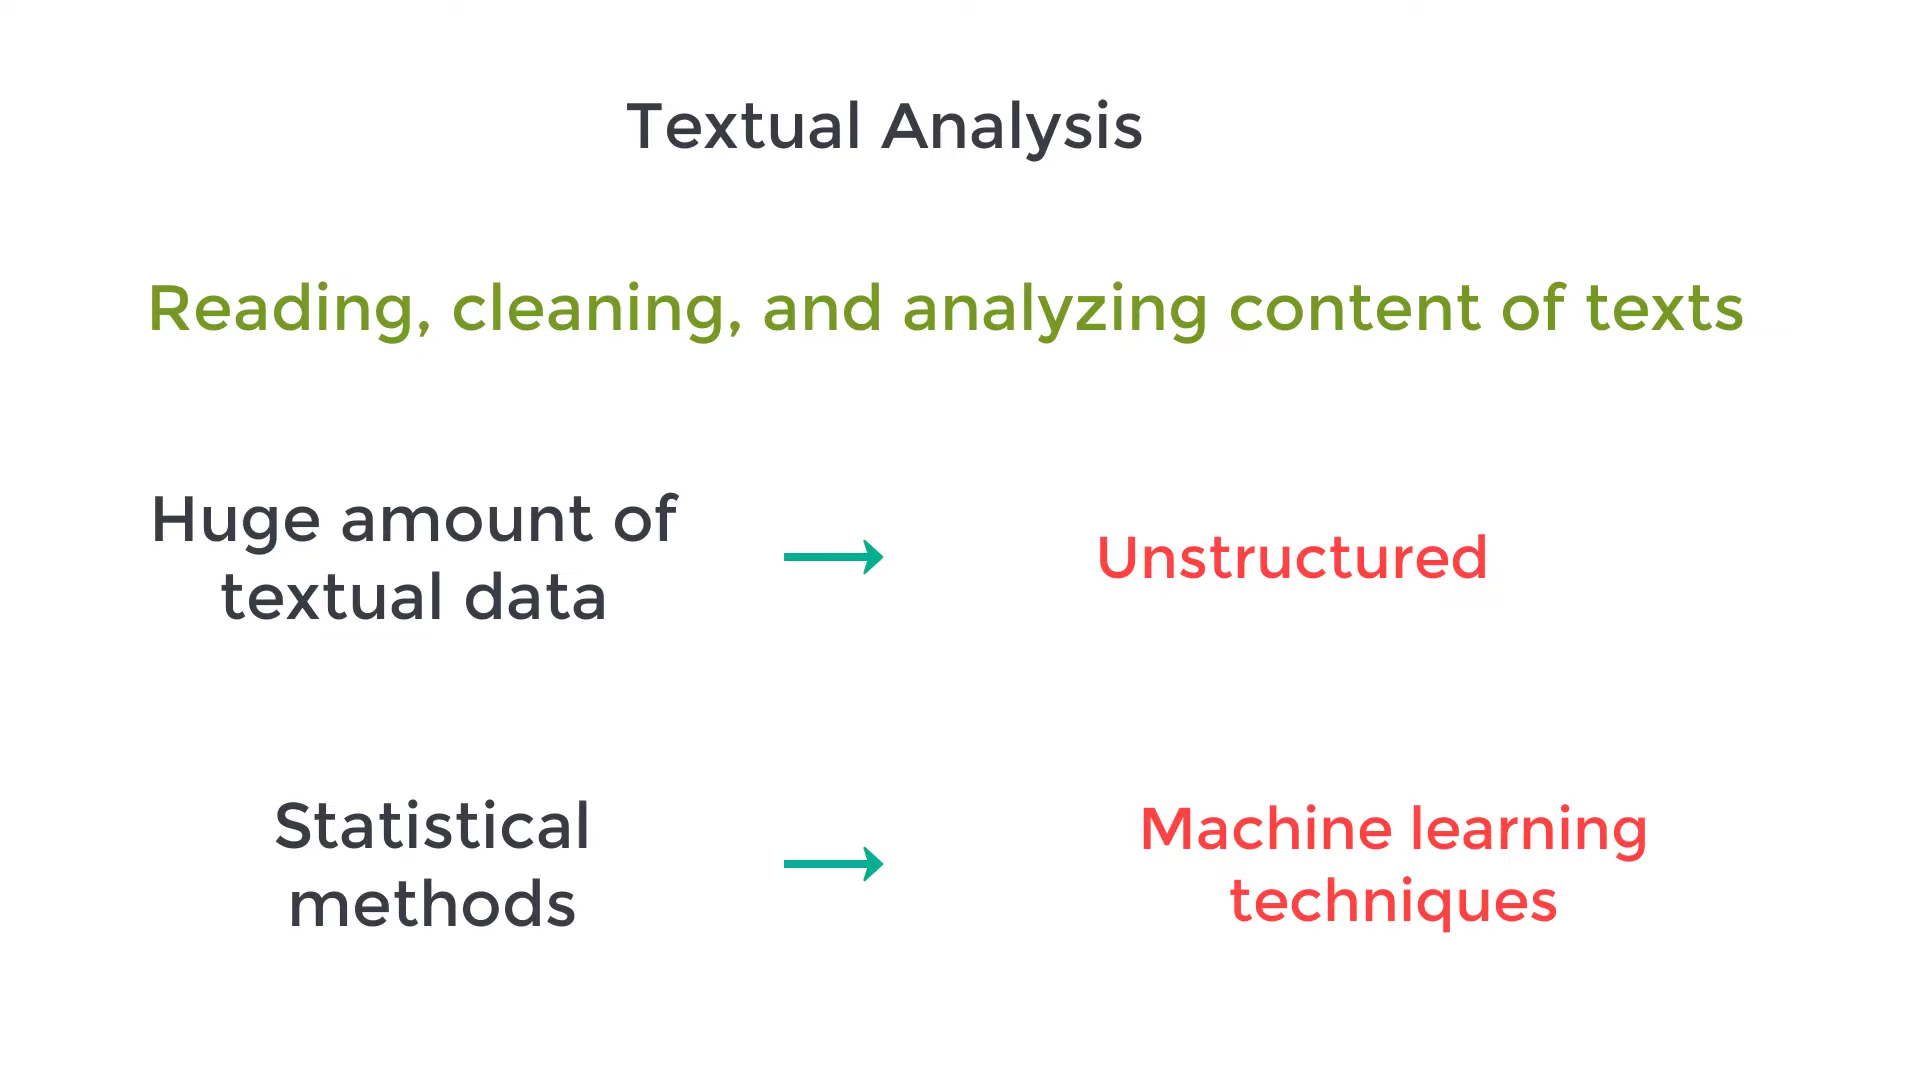 Textual Analysis
Reading, cleaning, and analyzing content of texts
Huge amount of
textual data
Unstructured
Statistical
methods
Machine learning
techniques